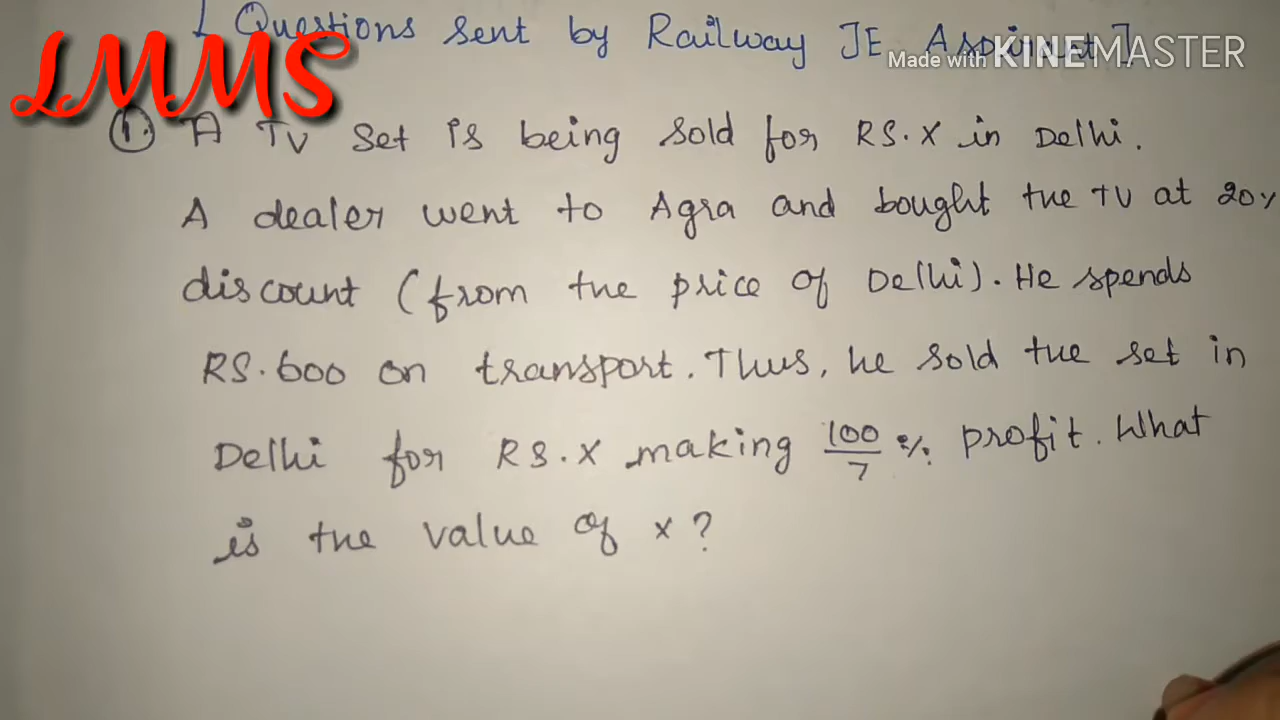 [ Questions sent by Railway JE Aspirant ]
Made with KINEMASTER
LMMS
1. A TV set is being sold for RS.X in Delhi.
A dealer went to Agra and bought the TV at 20%
discount (from the price of Delhi). He spends
RS.600 on transport. Thus, he sold the set in
Delhi for RS.X making 100/7 % profit. What
is the value of x?